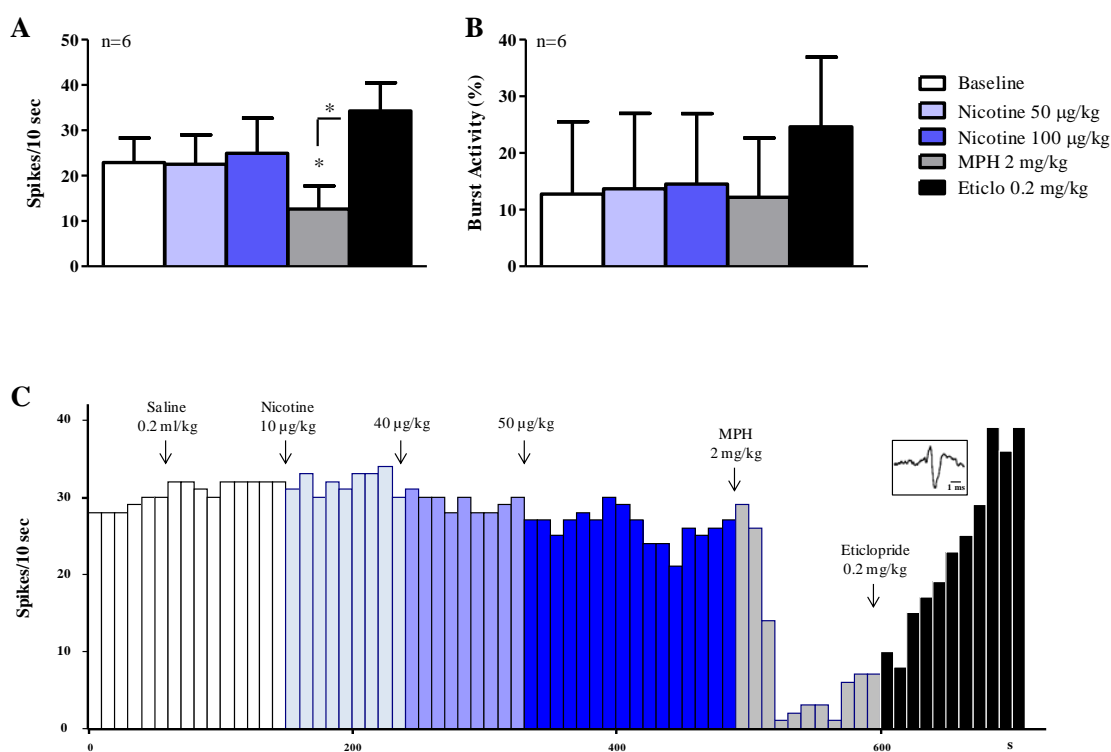 A
B
n=6
n=6
50
40
30
20
10
0
Spikes/10 sec
*
*
40
30
20
10
0
Burst Activity (%)
Baseline
Nicotine 50 µg/kg
Nicotine 100 µg/kg
MPH 2 mg/kg
Eticlo 0.2 mg/kg
C
40
30
20
10
0
Spikes/10 sec
Saline
0.2 ml/kg
Nicotine
10 µg/kg
40 µg/kg
50 µg/kg
MPH
2 mg/kg
Eticlopride
0.2 mg/kg
1 ms
0
200
400
600
s